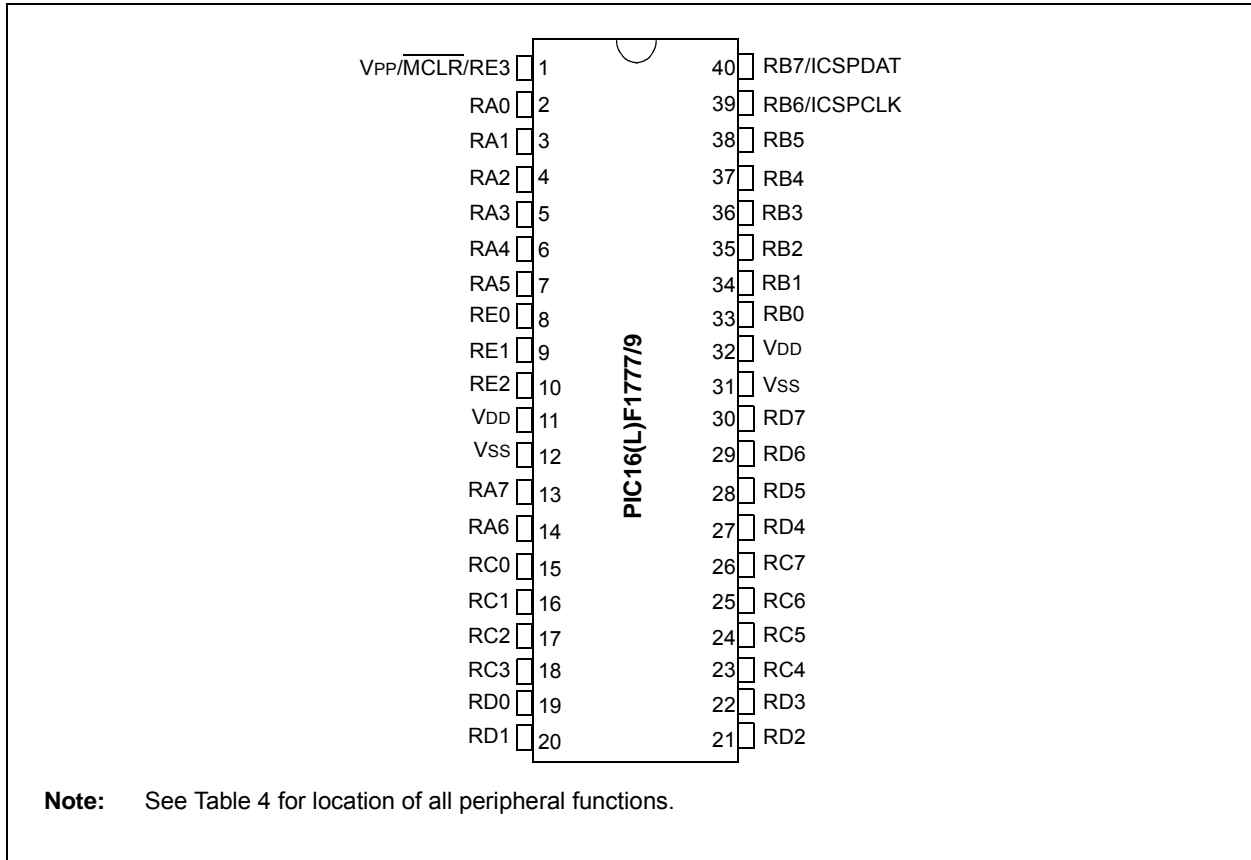 VPP/MCLR/RE3 1 40 RB7/ICSPDAT
RA0 2 39 RB6/ICSPCLK
RA1 3 38 RB5
RA2 4 37 RB4
RA3 5 36 RB3
RA4 6 35 RB2
RA5 7 34 RB1
RE0 8 33 RB0
RE1 9 32 VDD
RE2 10 31 VSS
VDD 11 30 RD7
VSS 12 29 RD6
RA7 13 28 RD5
RA6 14 27 RD4
RC0 15 26 RC7
RC1 16 25 RC6
RC2 17 24 RC5
RC3 18 23 RC4
RD0 19 22 RD3
RD1 20 21 RD2
PIC16(L)F1777/9
Note: See Table 4 for location of all peripheral functions.